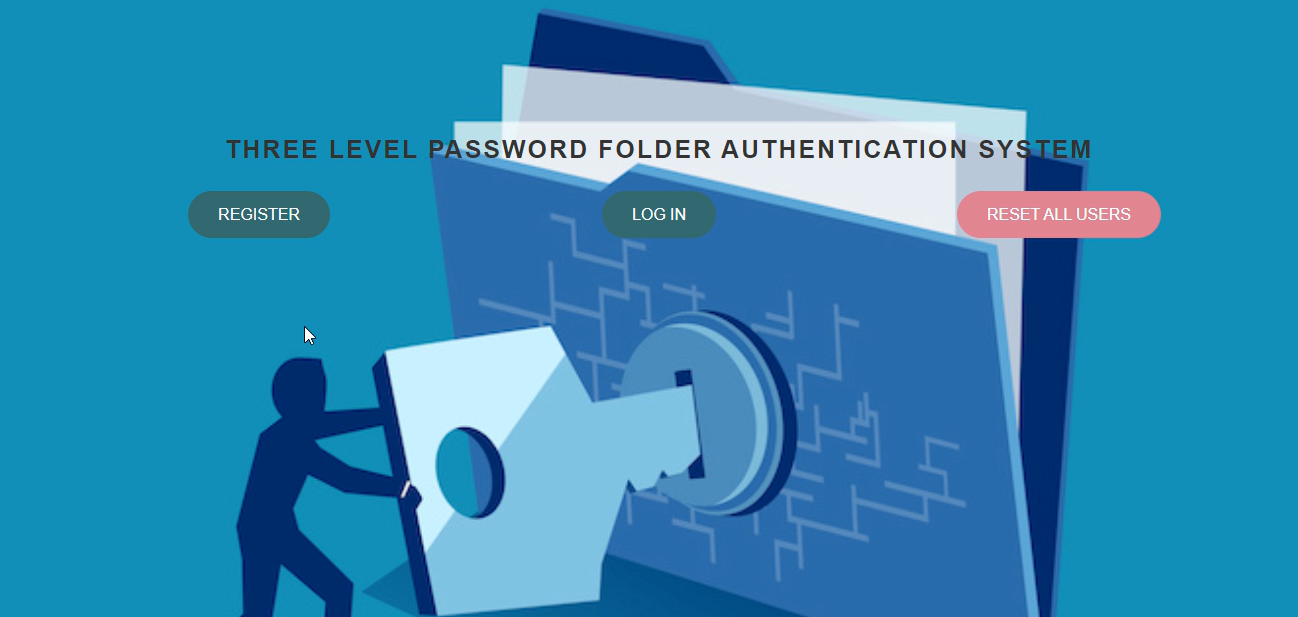 THREE LEVEL PASSWORD FOLDER AUTHENTICATION SYSTEM
REGISTER
LOG IN
RESET ALL USERS